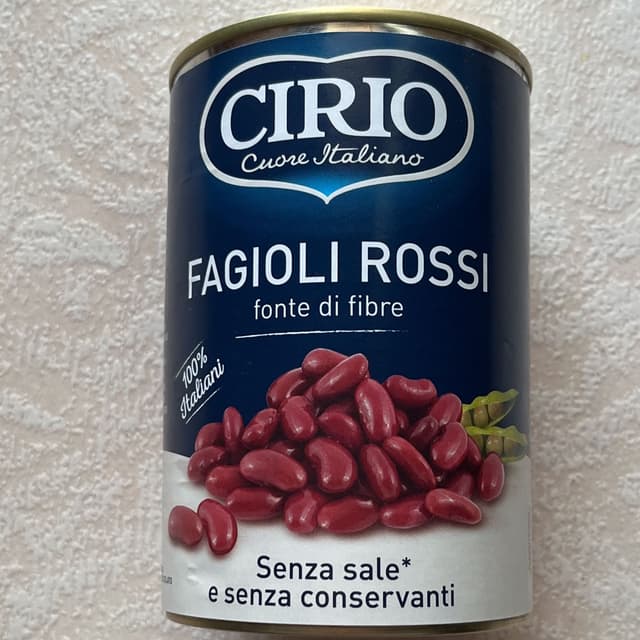 CIRIO
Cuore Italiano
FAGIOLI ROSSI
fonte di fibre
100%
Italiani
Senza sale*
e senza conservanti